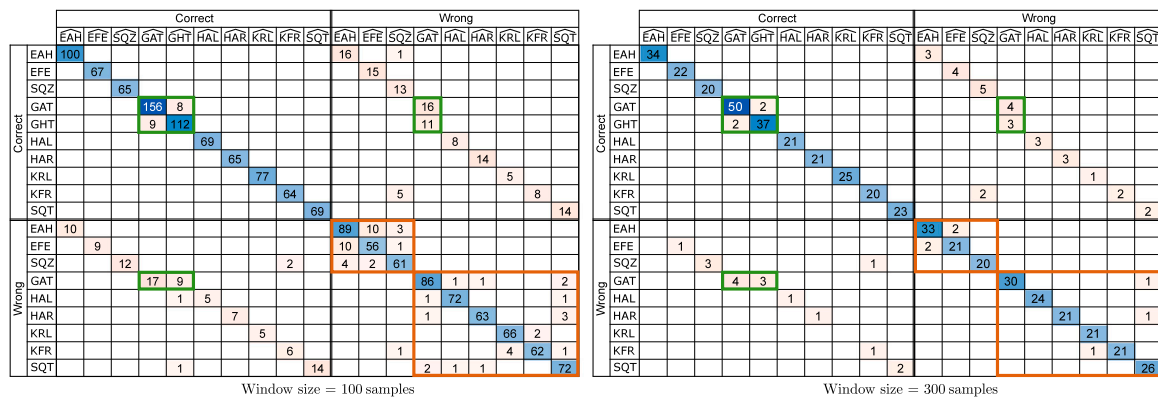 Correct Wrong
EAH EFE SQZ GAT GHT HAL HAR KRL KFR SQT EAH EFE SQZ GAT HAL HAR KRL KFR SQT
Correct
EAH 100 16 1
EFE 67 15
SQZ 65 13
GAT 156 8 16
GHT 9 112 11
HAL 69 8
HAR 65 14
KRL 77 5
KFR 64 5 8
SQT 69 14
Wrong
EAH 10 89 10 3
EFE 9 10 56 1
SQZ 12 2 4 2 61
GAT 17 9 86 1 1 2
HAL 1 5 1 72 1
HAR 7 1 63 3
KRL 5 66 2
KFR 6 1 4 62 1
SQT 1 14 2 1 1 72
Window size = 100 samples
Correct Wrong
EAH EFE SQZ GAT GHT HAL HAR KRL KFR SQT EAH EFE SQZ GAT HAL HAR KRL KFR SQT
Correct
EAH 34 3
EFE 22 4
SQZ 20 5
GAT 50 2 4
GHT 2 37 3
HAL 21 3
HAR 21 3
KRL 25 1
KFR 20 2 2
SQT 23 2
Wrong
EAH 33 2
EFE 1 2 21
SQZ 3 1 20
GAT 4 3 30 1
HAL 1 24
HAR 1 21 1
KRL 21
KFR 1 1 21
SQT 2 26
Window size = 300 samples